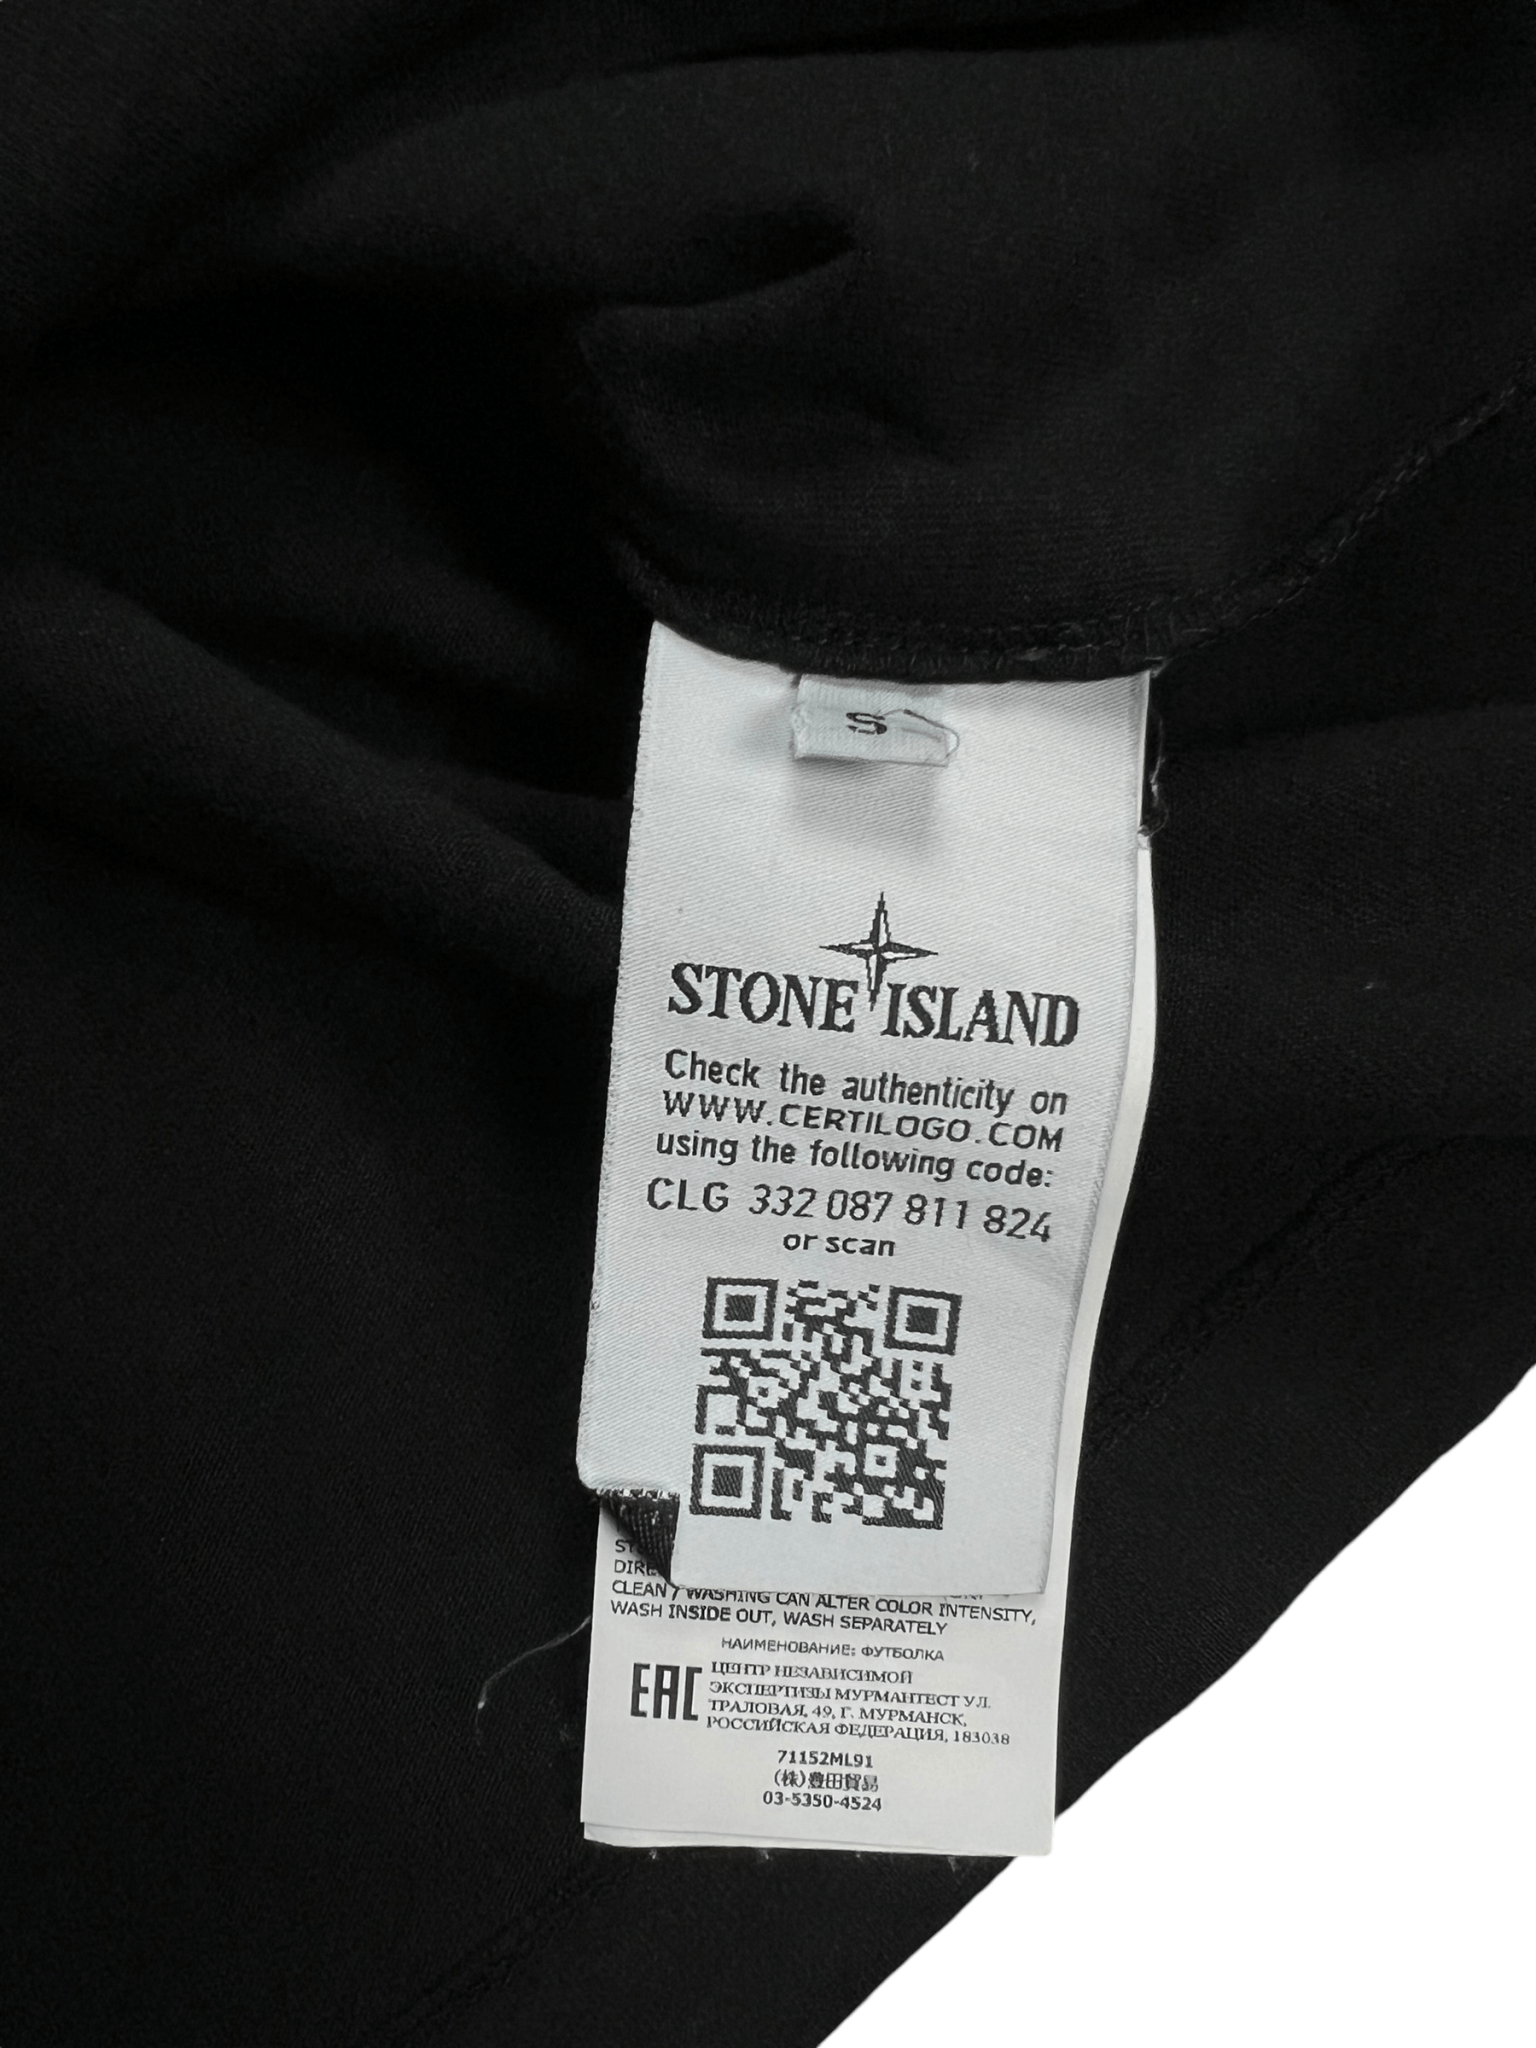 S
STONE ISLAND
Check the authenticity on
WWW.CERTILOGO.COM
using the following code:
CLG 332 087 811 824
or scan
CLEAN / WASHING CAN ALTER COLOR INTENSITY,
WASH INSIDE OUT, WASH SEPARATELY
НАИМЕНОВАНИЕ: ФУТБОЛКА
EAC
ЦЕНТР НЕЗАВИСИМОЙ
ЭКСПЕРТИЗЫ МУРМАНТЕСТ УЛ.
ТРАЛОВАЯ, 49, Г. МУРМАНСК,
РОССИЙСКАЯ ФЕДЕРАЦИЯ, 183038
71152ML91
(株)豊田貿易
03-5350-4524